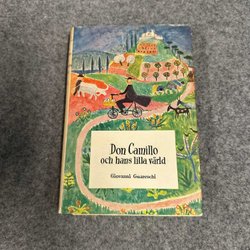 Don Camillo
och hans lilla värld
Giovanni Guareschi